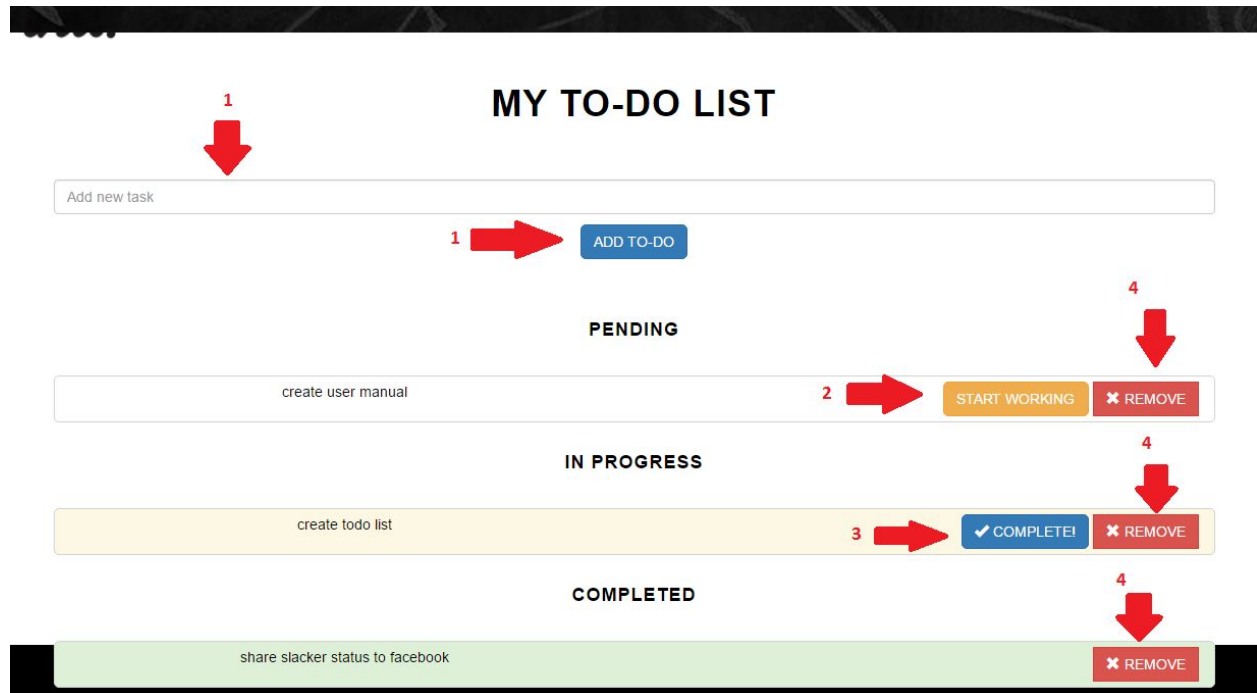 1
MY TO-DO LIST
Add new task
1
ADD TO-DO
4
PENDING
create user manual
2
START WORKING
✖ REMOVE
4
IN PROGRESS
create todo list
3
✔ COMPLETE!
✖ REMOVE
4
COMPLETED
share slacker status to facebook
✖ REMOVE